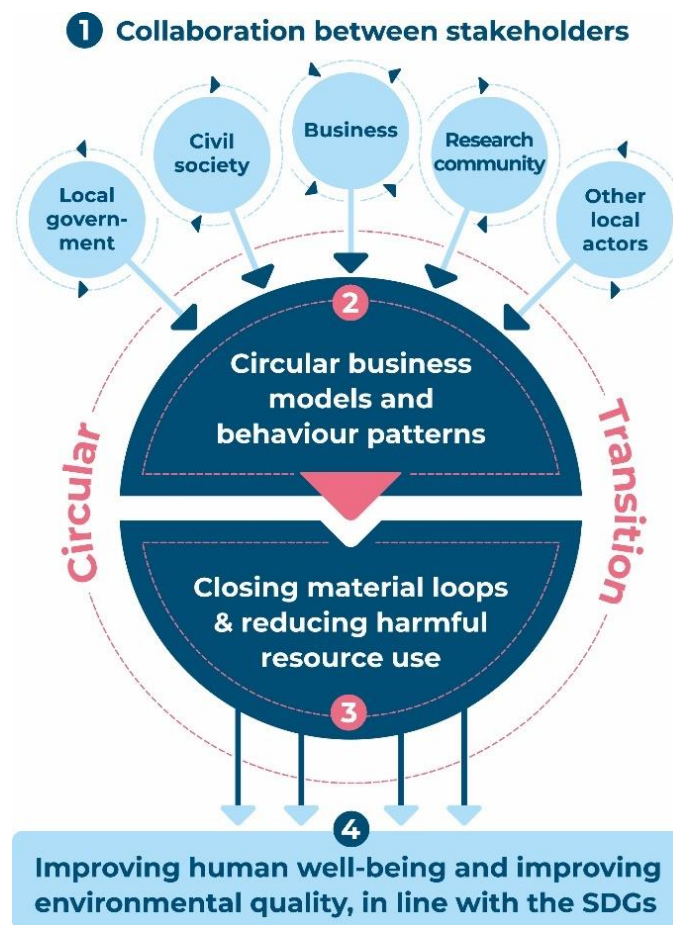 1 Collaboration between stakeholders
Local
govern-
ment
Civil
society
Business
Research
community
Other
local
actors
Circular
Transition
2
Circular business
models and
behaviour patterns
Closing material loops
& reducing harmful
resource use
3
4
Improving human well-being and improving
environmental quality, in line with the SDGs